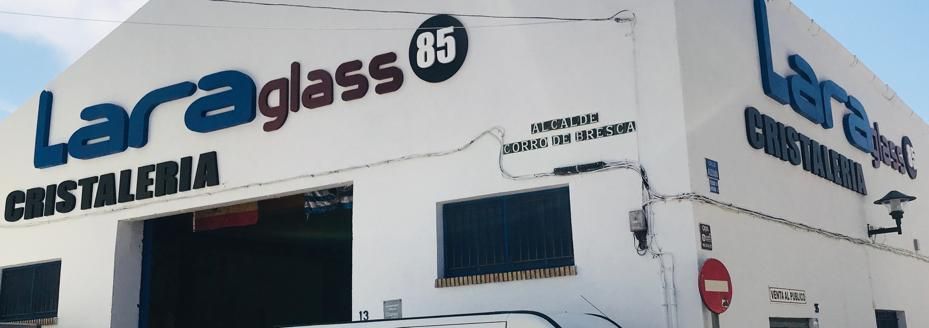 Laraglass 85
CRISTALERIA
ALCALDE
CORRO DE BRESCA
13
Laraglass
CRISTALERIA
VENTA AL PUBLICO